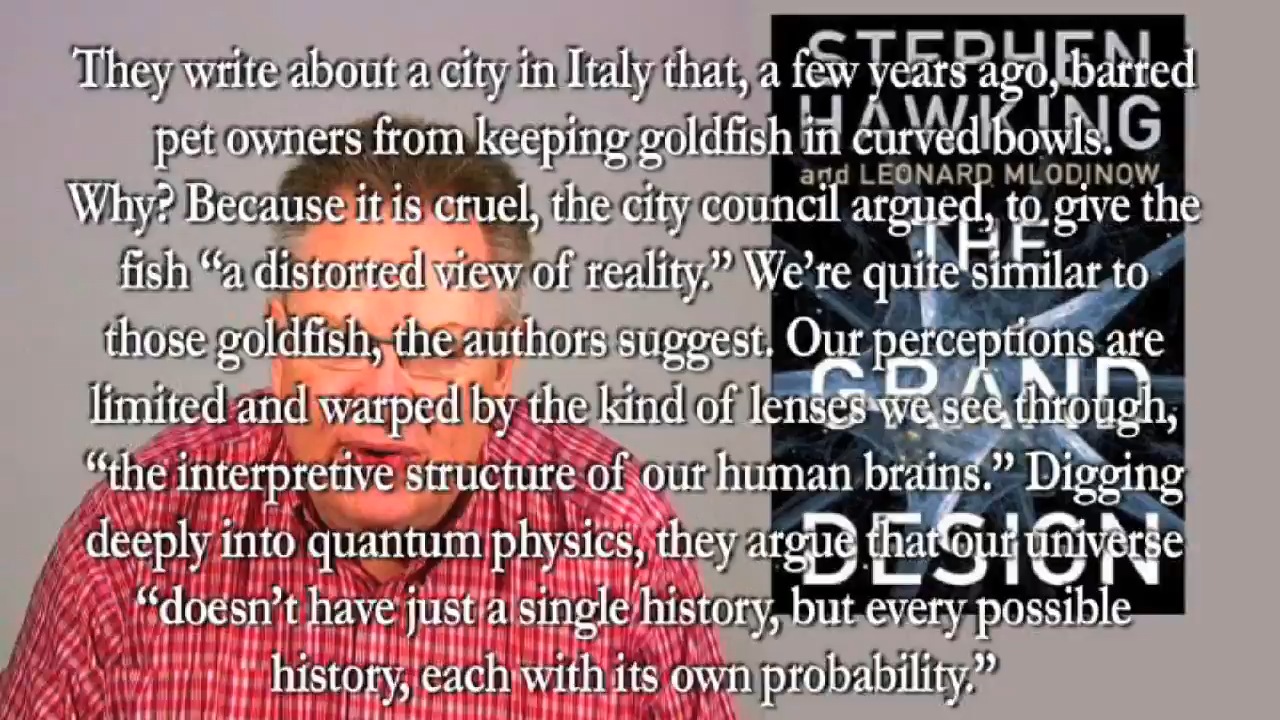 They write about a city in Italy that, a few years ago, barred
pet owners from keeping goldfish in curved bowls.
Why? Because it is cruel, the city council argued, to give the
fish “a distorted view of reality.” We’re quite similar to
those goldfish, the authors suggest. Our perceptions are
limited and warped by the kind of lenses we see through,
“the interpretive structure of our human brains.” Digging
deeply into quantum physics, they argue that our universe
“doesn’t have just a single history, but every possible
history, each with its own probability.”
STEPHEN
HAWKING
and LEONARD MLODINOW
THE
GRAND
DESIGN